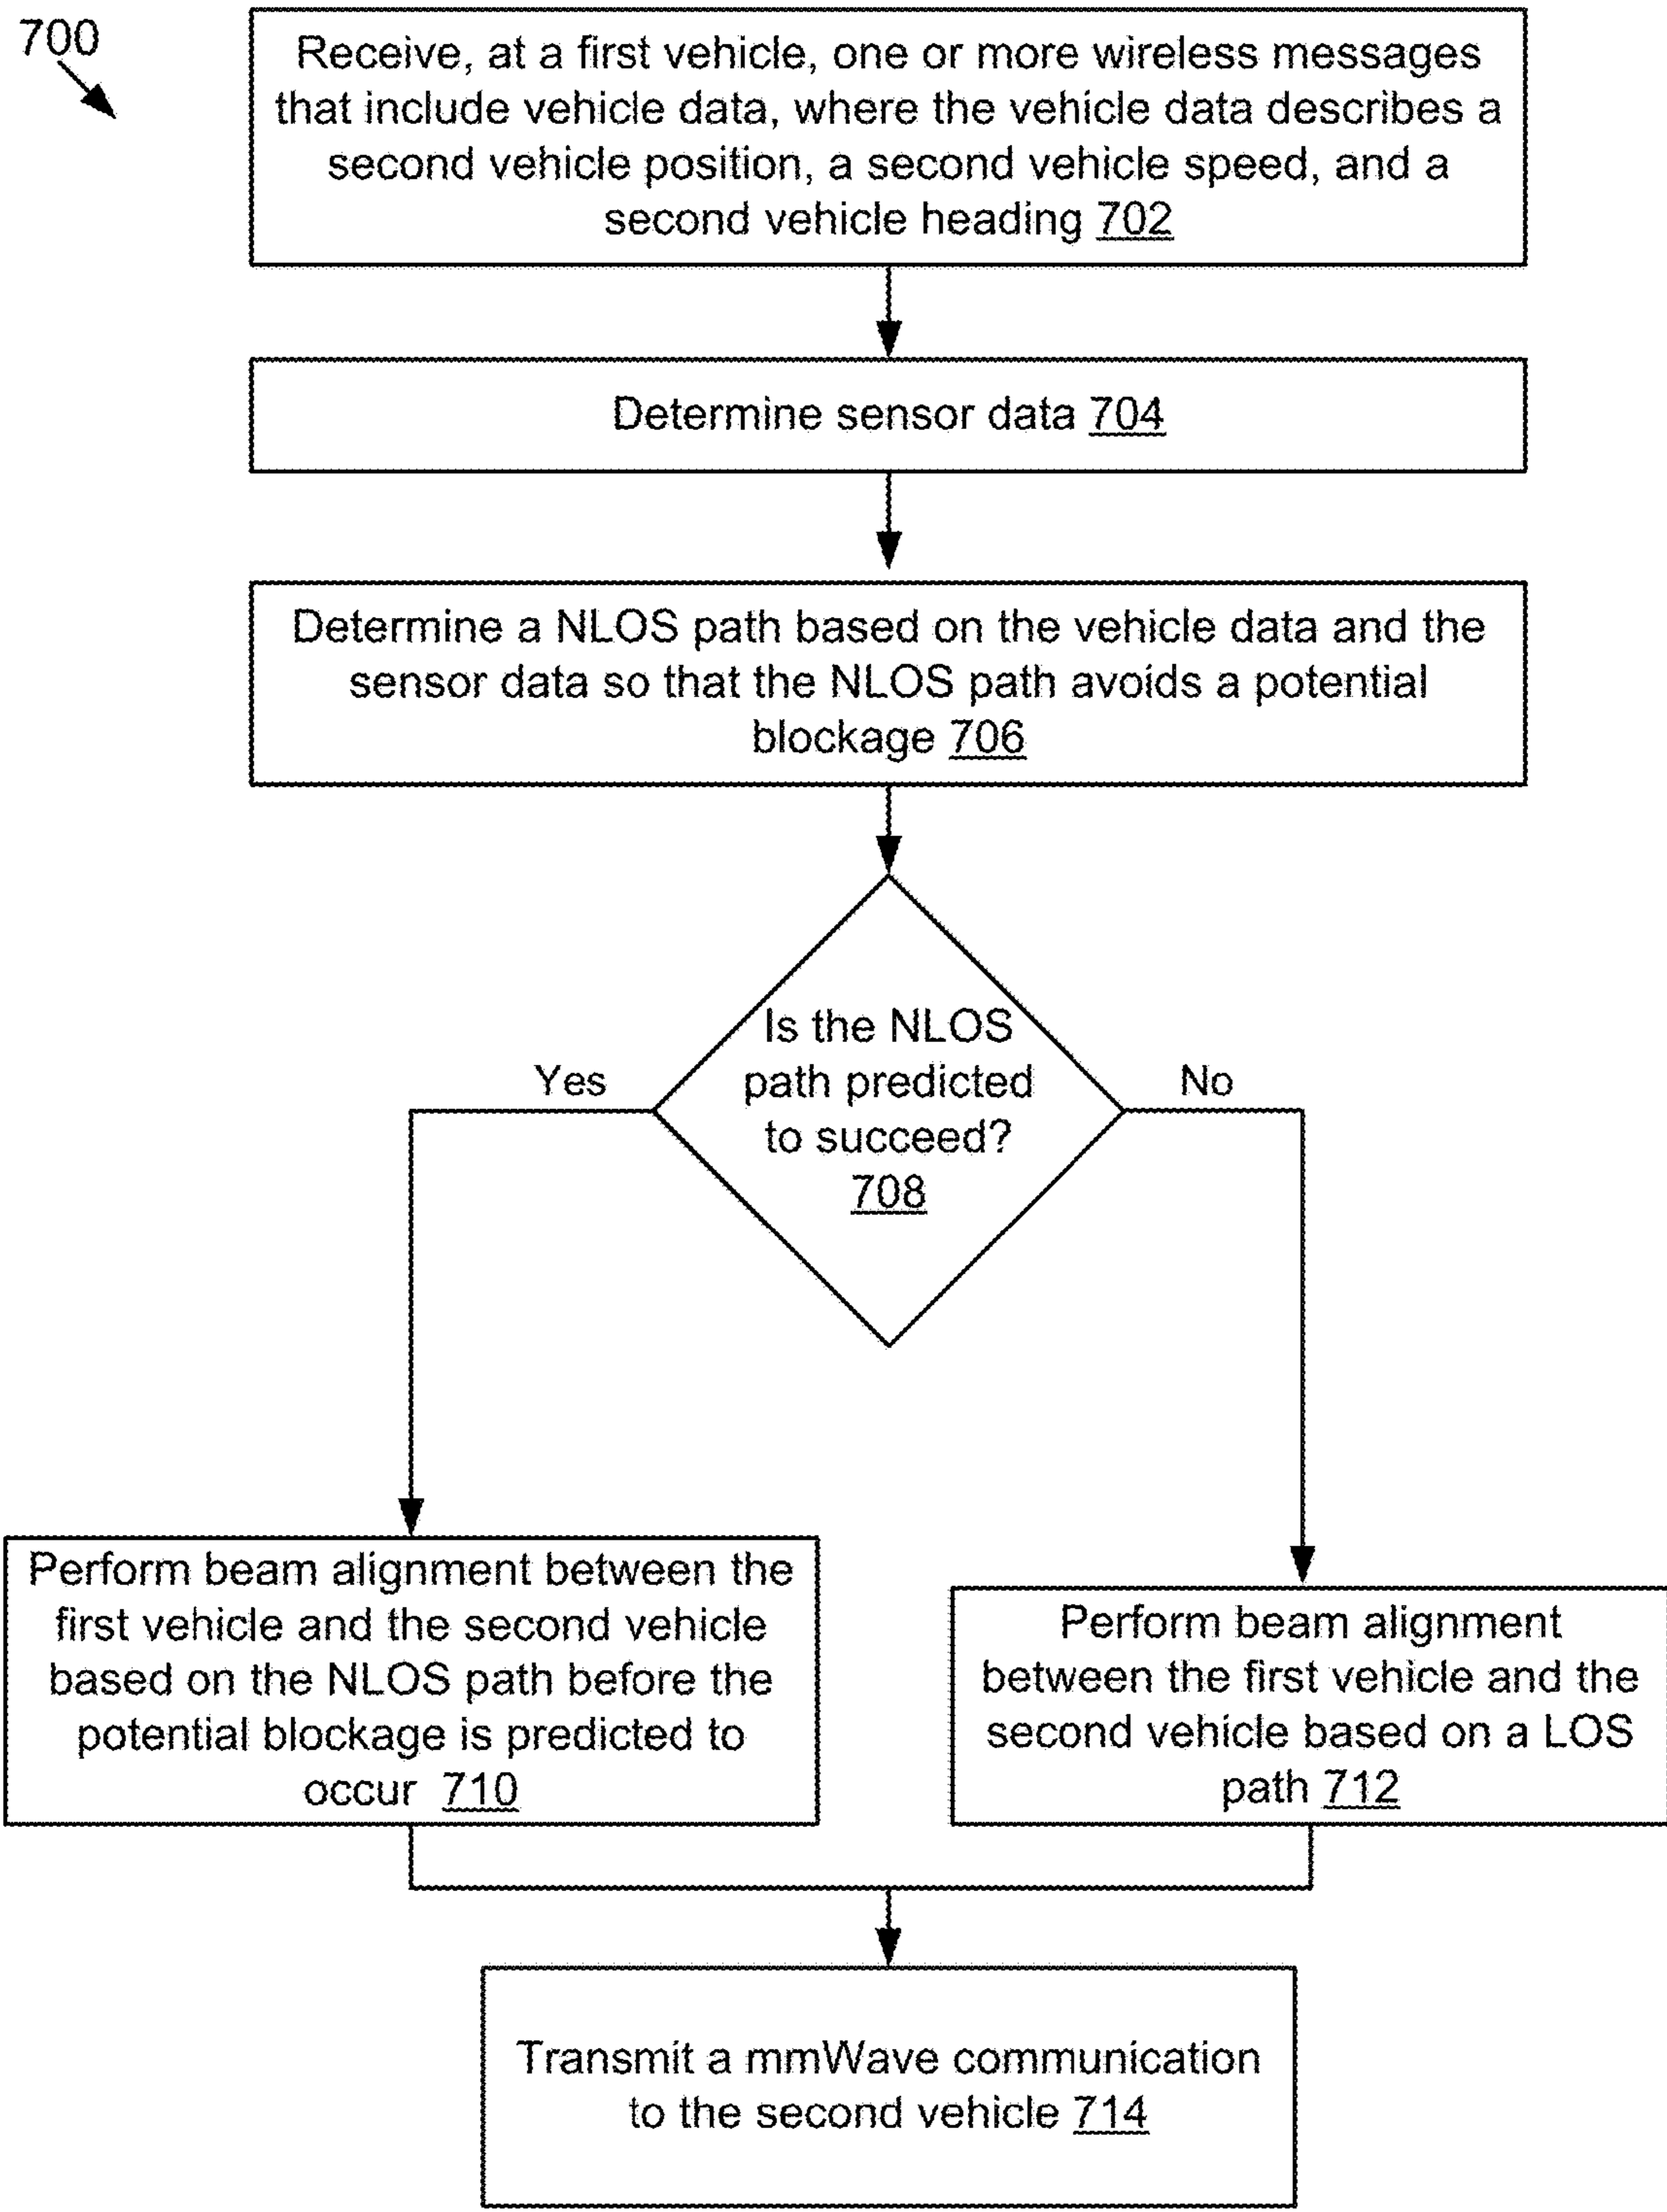 700
Receive, at a first vehicle, one or more wireless messages
that include vehicle data, where the vehicle data describes a
second vehicle position, a second vehicle speed, and a
second vehicle heading 702
Determine sensor data 704
Determine a NLOS path based on the vehicle data and the
sensor data so that the NLOS path avoids a potential
blockage 706
Is the NLOS
path predicted
to succeed?
708
Yes
No
Perform beam alignment between the
first vehicle and the second vehicle
based on the NLOS path before the
potential blockage is predicted to
occur 710
Perform beam alignment
between the first vehicle and the
second vehicle based on a LOS
path 712
Transmit a mmWave communication
to the second vehicle 714